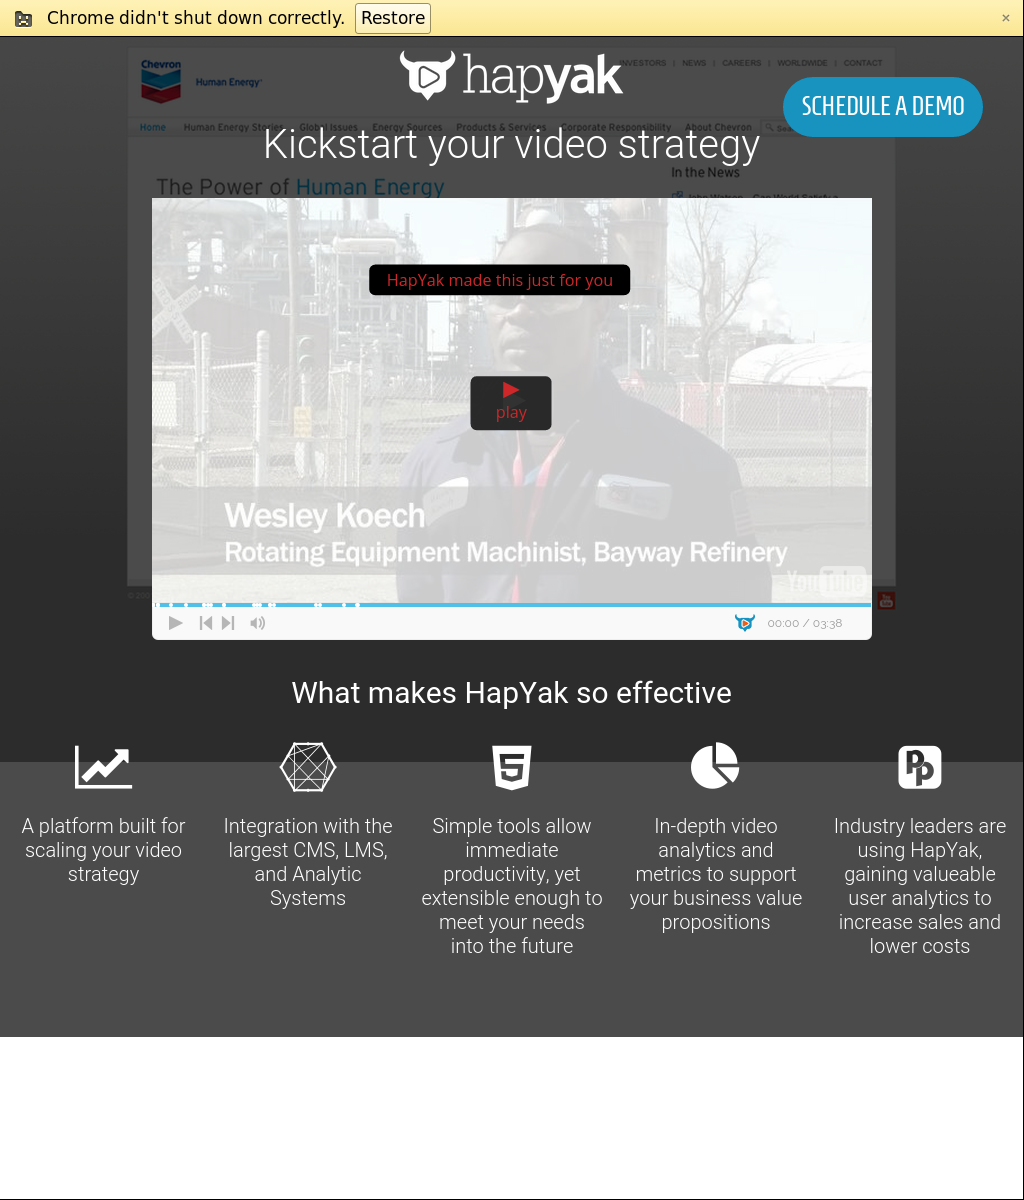 Chrome didn't shut down correctly.
Restore
×
Chevron
Human Energy
INVESTORS | NEWS | CAREERS | WORLDWIDE | CONTACT
hapyak
SCHEDULE A DEMO
Home Human Energy Stories Global Issues Energy Sources Products & Services Corporate Responsibility About Chevron
Kickstart your video strategy
In the News
The Power of Human Energy
HapYak made this just for you
play
Wesley Koech
Rotating Equipment Machinist, Bayway Refinery
YouTube
00:00 / 03:38
What makes HapYak so effective
A platform built for
scaling your video
strategy
Integration with the
largest CMS, LMS,
and Analytic
Systems
Simple tools allow
immediate
productivity, yet
extensible enough to
meet your needs
into the future
In-depth video
analytics and
metrics to support
your business value
propositions
Industry leaders are
using HapYak,
gaining valueable
user analytics to
increase sales and
lower costs